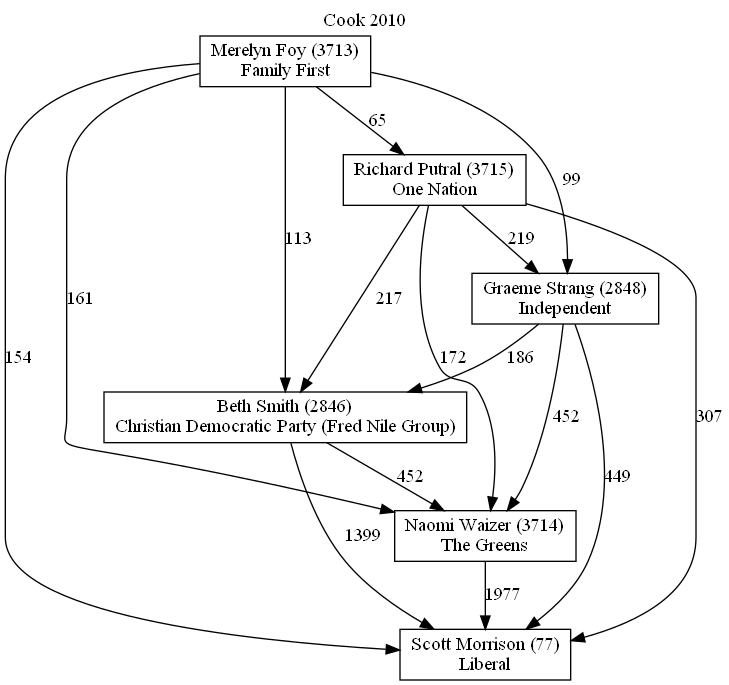 Cook 2010
Merelyn Foy (3713)
Family First
65
Richard Putral (3715)
One Nation
99
113
219
Graeme Strang (2848)
Independent
161
217
154
172
186
Beth Smith (2846)
Christian Democratic Party (Fred Nile Group)
452
307
452
449
Naomi Waizer (3714)
The Greens
1399
1977
Scott Morrison (77)
Liberal